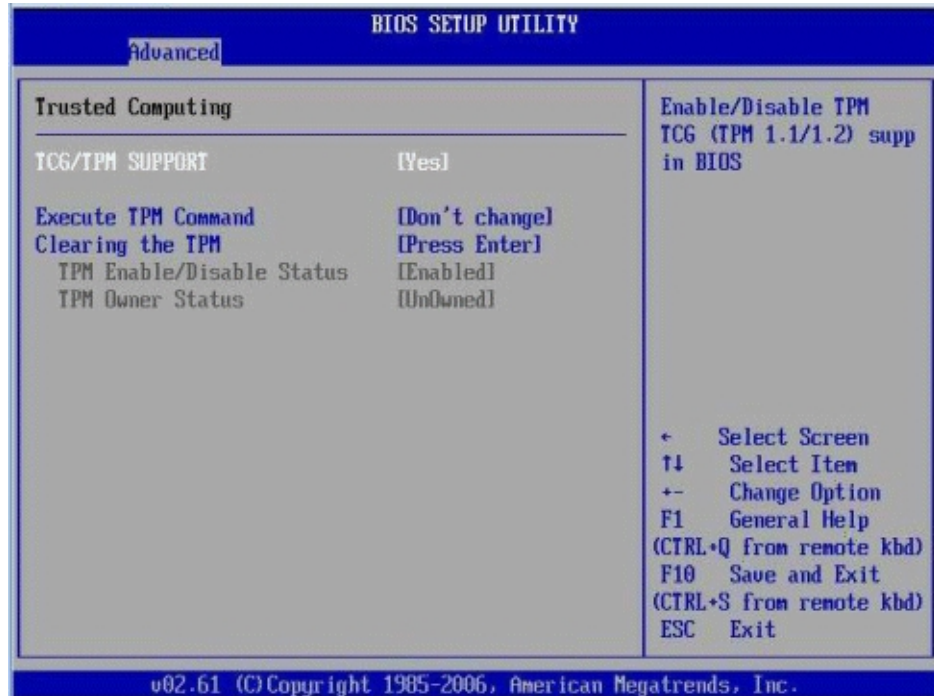 BIOS SETUP UTILITY
Advanced
Trusted Computing
TCG/TPM SUPPORT [Yes]
Execute TPM Command [Don't change]
Clearing the TPM [Press Enter]
TPM Enable/Disable Status [Enabled]
TPM Owner Status [UnOwned]
Enable/Disable TPM
TCG (TPM 1.1/1.2) supp
in BIOS
← Select Screen
↑↓ Select Item
+- Change Option
F1 General Help
(CTRL+Q from remote kbd)
F10 Save and Exit
(CTRL+S from remote kbd)
ESC Exit
v02.61 (C)Copyright 1985-2006, American Megatrends, Inc.